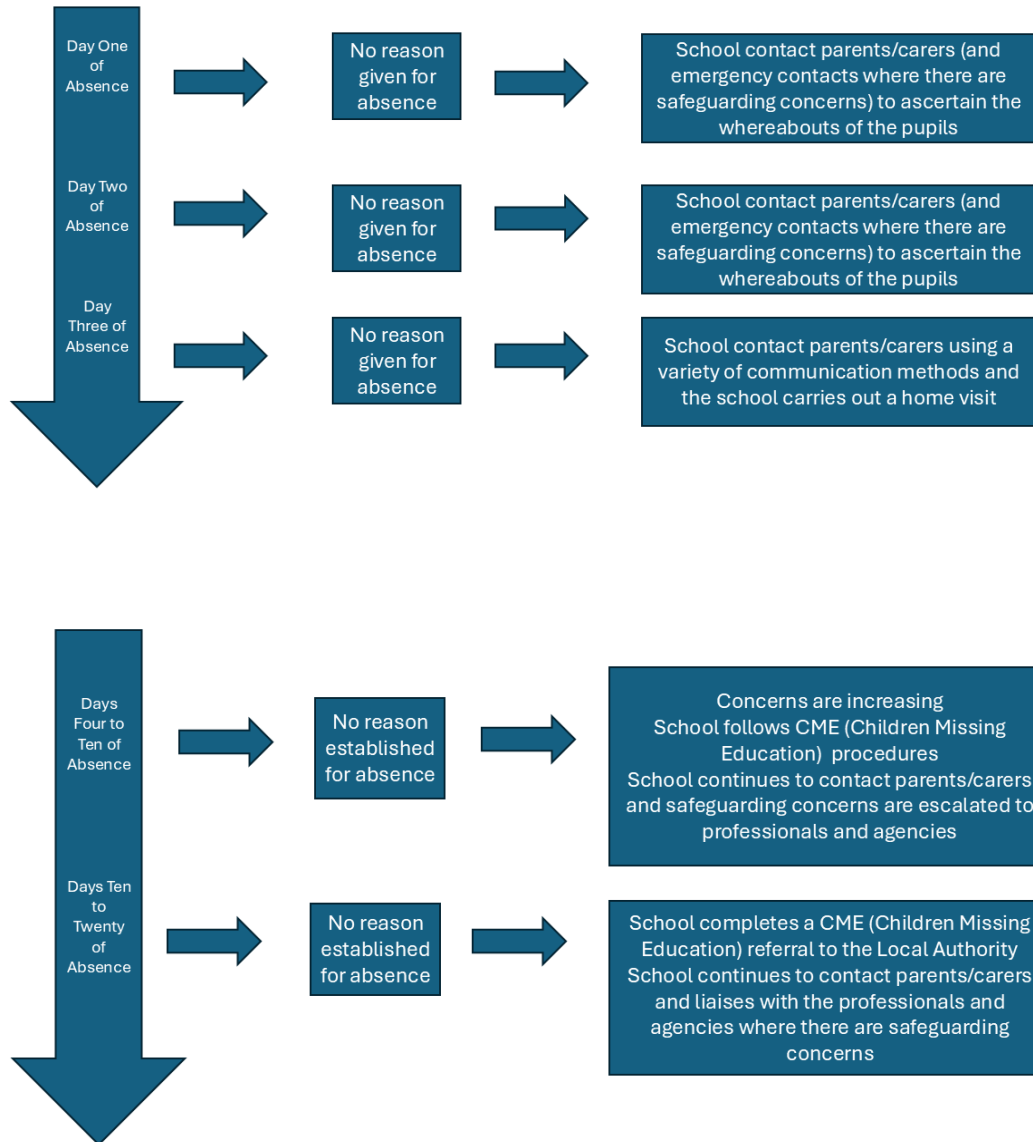 Day One
of
Absence
No reason
given for
absence
School contact parents/carers (and
emergency contacts where there are
safeguarding concerns) to ascertain the
whereabouts of the pupils
Day Two
of
Absence
No reason
given for
absence
School contact parents/carers (and
emergency contacts where there are
safeguarding concerns) to ascertain the
whereabouts of the pupils
Day
Three of
Absence
No reason
given for
absence
School contact parents/carers using a
variety of communication methods and
the school carries out a home visit
Days
Four to
Ten of
Absence
No reason
established
for absence
Concerns are increasing
School follows CME (Children Missing
Education) procedures
School continues to contact parents/carers
and safeguarding concerns are escalated to
professionals and agencies
Days Ten
to
Twenty
of
Absence
No reason
established
for absence
School completes a CME (Children Missing
Education) referral to the Local Authority
School continues to contact parents/carers
and liaises with the professionals and
agencies where there are safeguarding
concerns